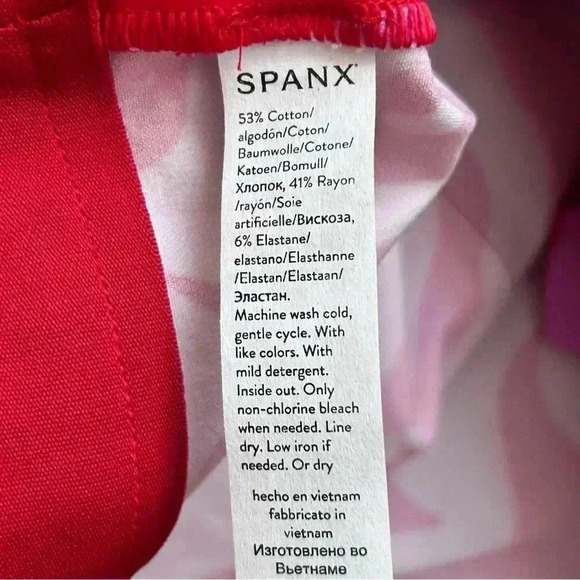 SPANX
53% Cotton/
algodón/Coton/
Baumwolle/Cotone/
Katoen/Bomull/
Хлопок, 41% Rayon
/rayón/Soie
artificielle/Вискоза,
6% Elastane/
elastano/Elasthanne
/Elastan/Elastaan/
Эластан.
Machine wash cold,
gentle cycle. With
like colors. With
mild detergent.
Inside out. Only
non-chlorine bleach
when needed. Line
dry. Low iron if
needed. Or dry
hecho en vietnam
fabbricato in
vietnam
Изготовлено во
Вьетнаме